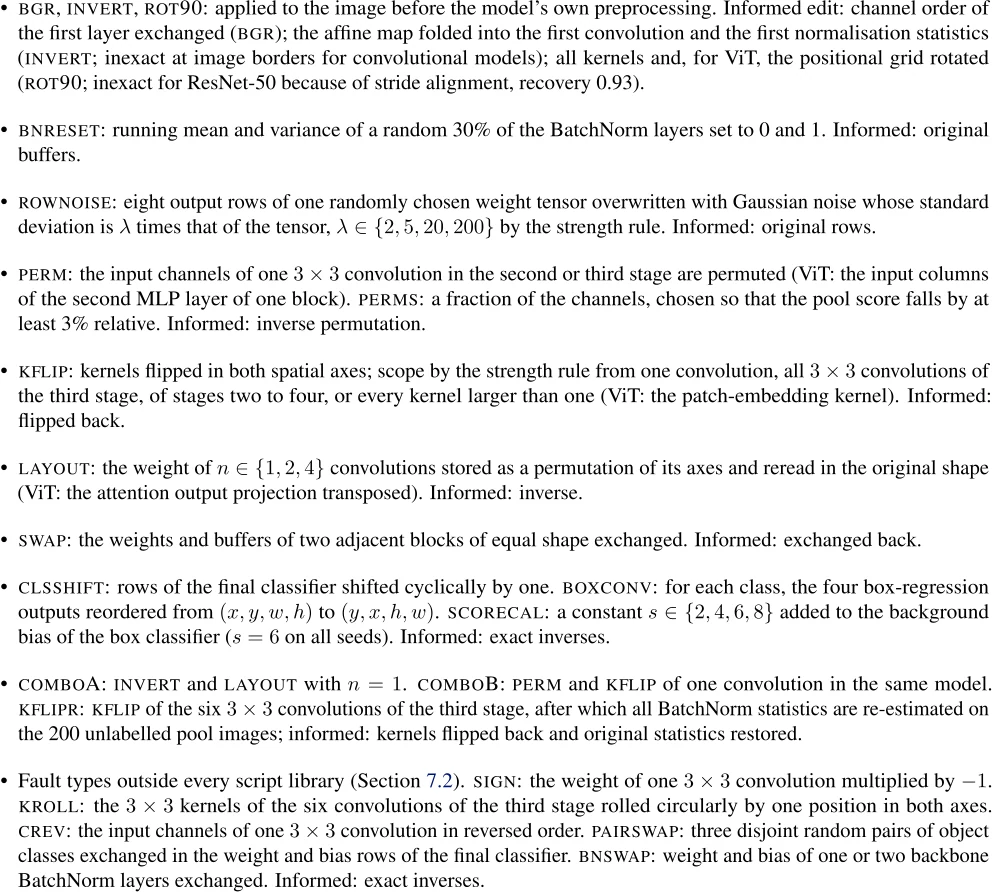 • BGR, INVERT, ROT90: applied to the image before the model's own preprocessing. Informed edit: channel order of
the first layer exchanged (BGR); the affine map folded into the first convolution and the first normalisation statistics
(INVERT; inexact at image borders for convolutional models); all kernels and, for ViT, the positional grid rotated
(ROT90; inexact for ResNet-50 because of stride alignment, recovery 0.93).
• BNRESET: running mean and variance of a random 30% of the BatchNorm layers set to 0 and 1. Informed: original
buffers.
• ROWNOISE: eight output rows of one randomly chosen weight tensor overwritten with Gaussian noise whose standard
deviation is λ times that of the tensor, λ ∈ {2, 5, 20, 200} by the strength rule. Informed: original rows.
• PERM: the input channels of one 3 × 3 convolution in the second or third stage are permuted (ViT: the input columns
of the second MLP layer of one block). PERMS: a fraction of the channels, chosen so that the pool score falls by at
least 3% relative. Informed: inverse permutation.
• KFLIP: kernels flipped in both spatial axes; scope by the strength rule from one convolution, all 3 × 3 convolutions of
the third stage, of stages two to four, or every kernel larger than one (ViT: the patch-embedding kernel). Informed:
flipped back.
• LAYOUT: the weight of n ∈ {1, 2, 4} convolutions stored as a permutation of its axes and reread in the original shape
(ViT: the attention output projection transposed). Informed: inverse.
• SWAP: the weights and buffers of two adjacent blocks of equal shape exchanged. Informed: exchanged back.
• CLSSHIFT: rows of the final classifier shifted cyclically by one. BOXCONV: for each class, the four box-regression
outputs reordered from (x, y, w, h) to (y, x, h, w). SCORECAL: a constant s ∈ {2, 4, 6, 8} added to the background
bias of the box classifier (s = 6 on all seeds). Informed: exact inverses.
• COMBOA: INVERT and LAYOUT with n = 1. COMBOB: PERM and KFLIP of one convolution in the same model.
KFLIPR: KFLIP of the six 3 × 3 convolutions of the third stage, after which all BatchNorm statistics are re-estimated on
the 200 unlabelled pool images; informed: kernels flipped back and original statistics restored.
• Fault types outside every script library (Section 7.2). SIGN: the weight of one 3 × 3 convolution multiplied by −1.
KROLL: the 3 × 3 kernels of the six convolutions of the third stage rolled circularly by one position in both axes.
CREV: the input channels of one 3 × 3 convolution in reversed order. PAIRSWAP: three disjoint random pairs of object
classes exchanged in the weight and bias rows of the final classifier. BNSWAP: weight and bias of one or two backbone
BatchNorm layers exchanged. Informed: exact inverses.